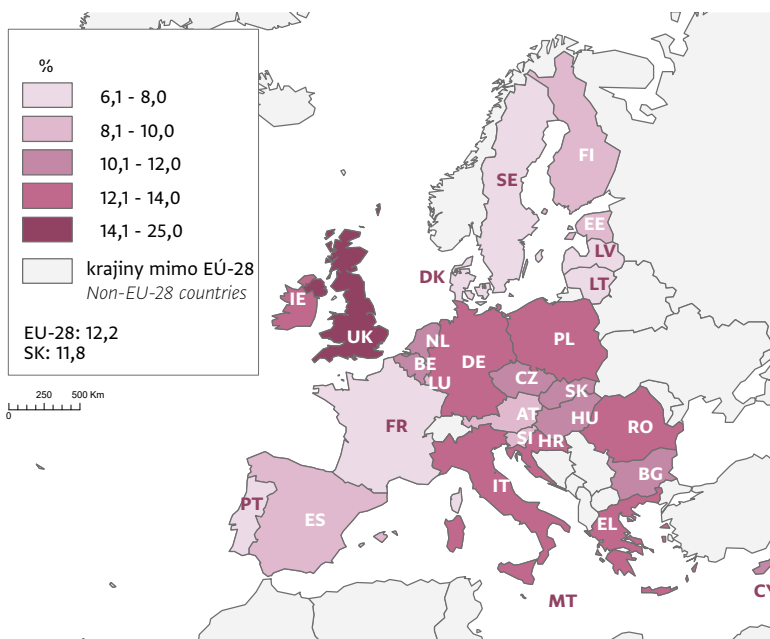 %
6,1 - 8,0
8,1 - 10,0
10,1 - 12,0
12,1 - 14,0
14,1 - 25,0
krajiny mimo EÚ-28
Non-EU-28 countries
EU-28: 12,2
SK: 11,8
250 500 Km
0
FI
SE
EE
LV
LT
DK
IE
UK
NL
BE
LU
DE
PL
CZ
SK
AT
HU
SI
HR
RO
FR
BG
IT
PT
ES
EL
MT
CY